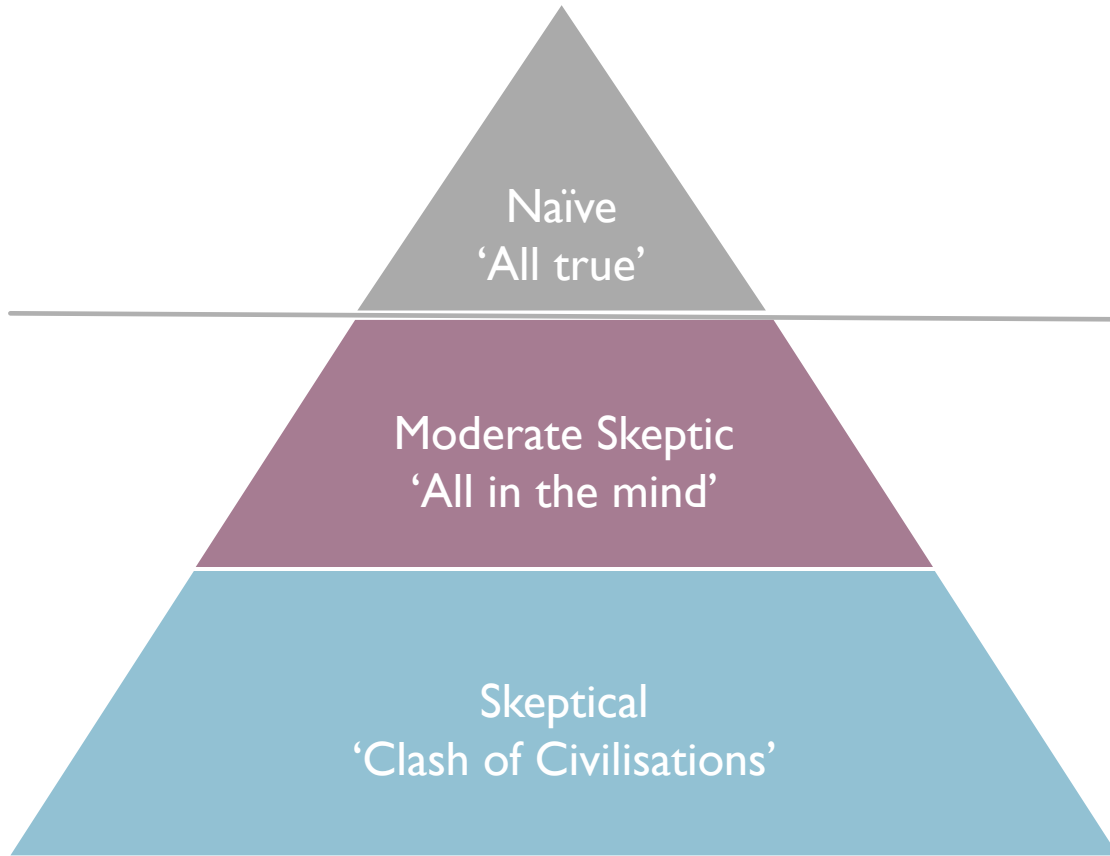 Naïve
‘All true’
Moderate Skeptic
‘All in the mind’
Skeptical
‘Clash of Civilisations’